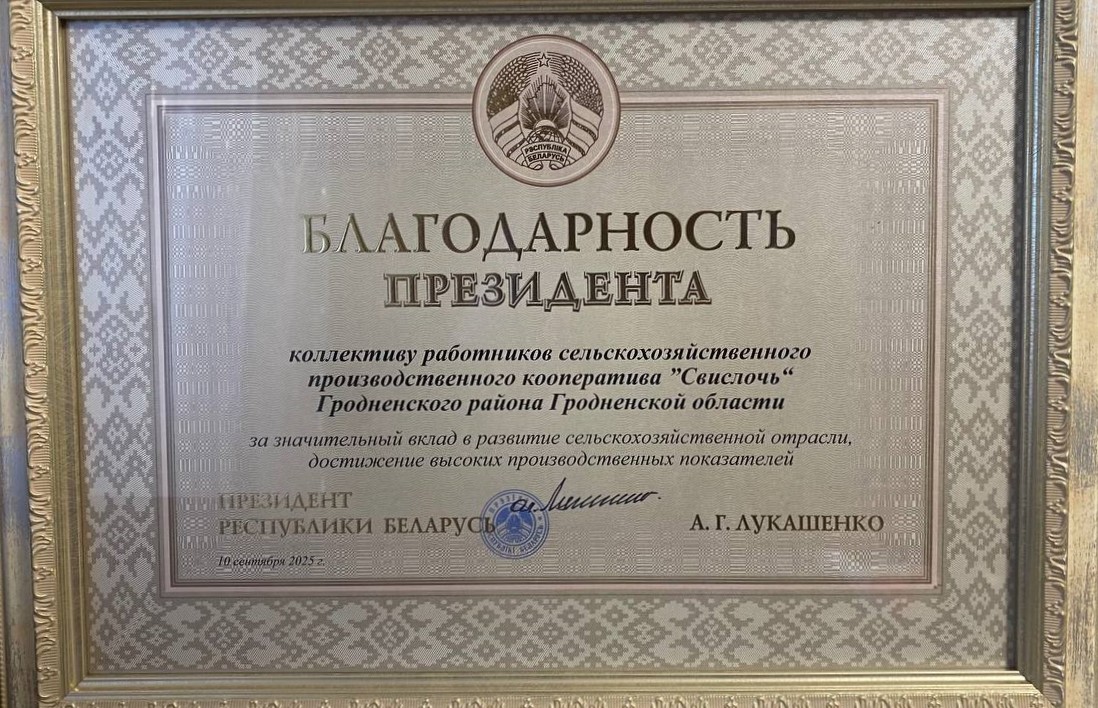 РЭСПУБЛІКА
БЕЛАРУСЬ
БЛАГОДАРНОСТЬ
ПРЕЗИДЕНТА
коллективу работников сельскохозяйственного
производственного кооператива ”Свислочь“
Гродненского района Гродненской области
за значительный вклад в развитие сельскохозяйственной отрасли,
достижение высоких производственных показателей
ПРЕЗИДЕНТ
РЕСПУБЛИКИ БЕЛАРУСЬ
А. Г. ЛУКАШЕНКО
10 сентября 2025 г.